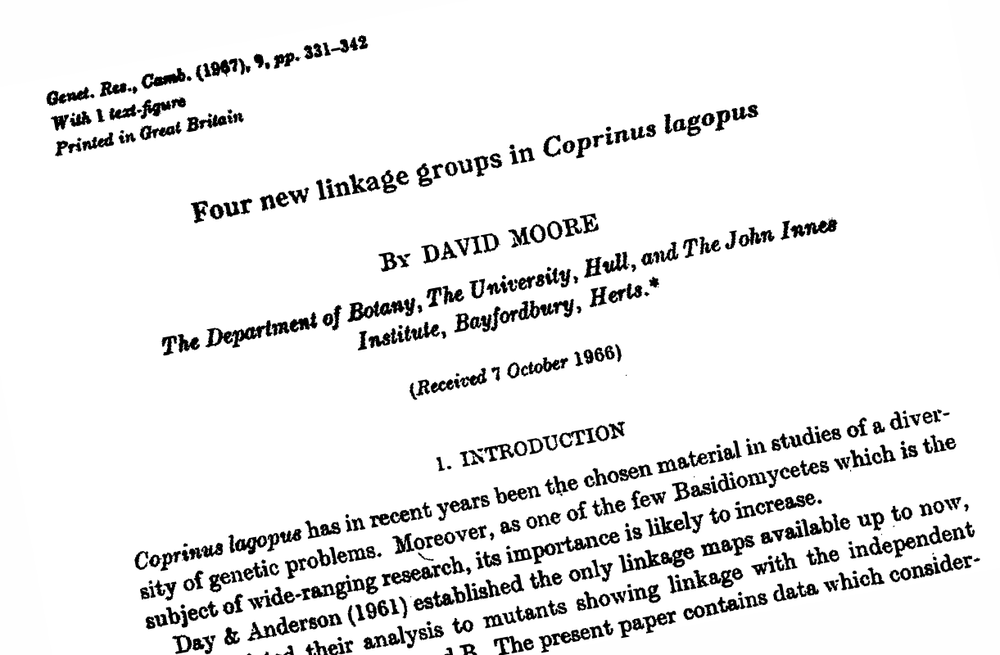 Genet. Res., Camb. (1967), 9, pp. 331–342
With 1 text-figure
Printed in Great Britain
Four new linkage groups in Coprinus lagopus
By DAVID MOORE
The Department of Botany, The University, Hull, and The John Innes
Institute, Bayfordbury, Herts.*
(Received 7 October 1966)
1. INTRODUCTION
Coprinus lagopus has in recent years been the chosen material in studies of a diver-
sity of genetic problems. Moreover, as one of the few Basidiomycetes which is the
subject of wide-ranging research, its importance is likely to increase.
Day & Anderson (1961) established the only linkage maps available up to now,
their analysis to mutants showing linkage with the independent
B. The present paper contains data which consider-